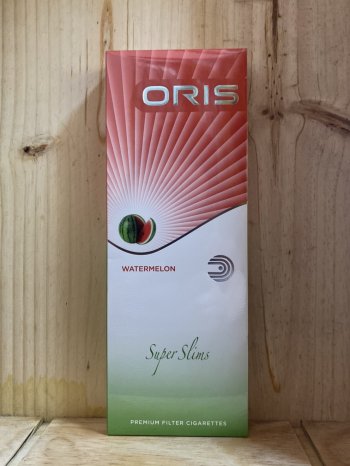 ORIS
WATERMELON
Super Slims
PREMIUM FILTER CIGARETTES